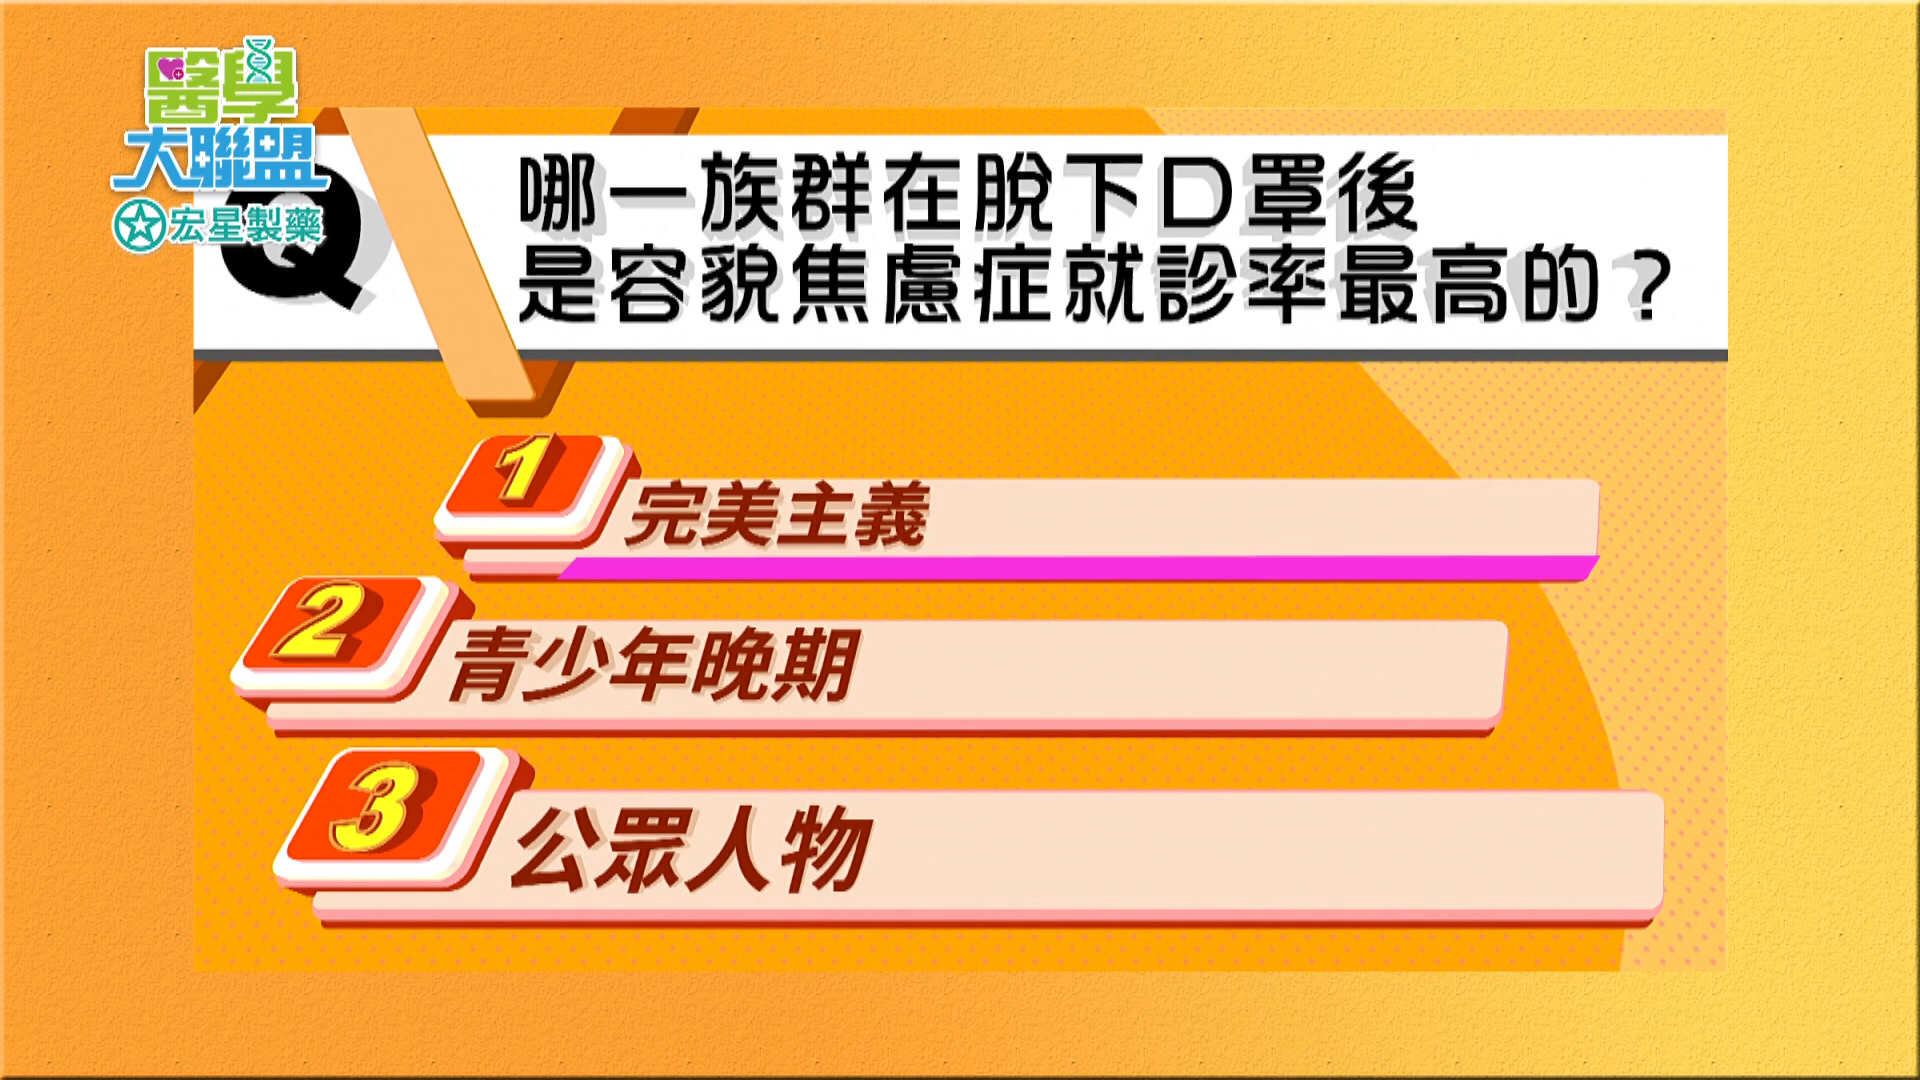 醫學
大聯盟
宏星製藥
Q
哪一族群在脫下口罩後
是容貌焦慮症就診率最高的？
1 完美主義
2 青少年晚期
3 公眾人物